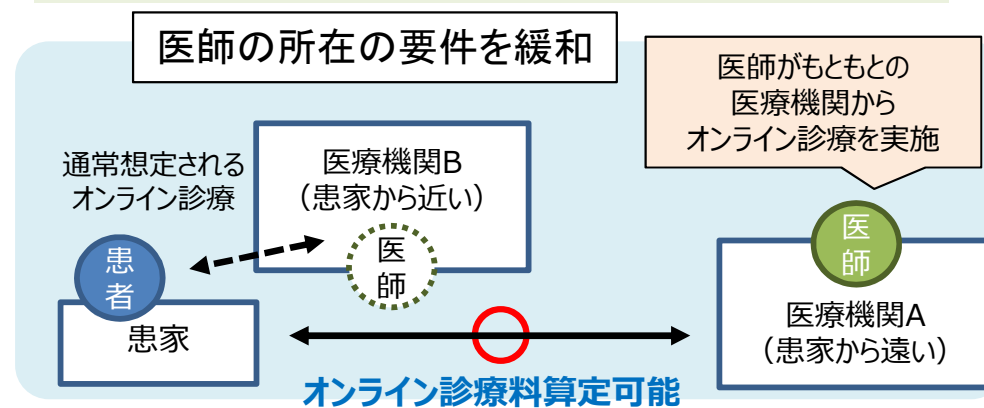 医師の所在の要件を緩和
医師がもともとの
医療機関から
オンライン診療を実施
通常想定される
オンライン診療
医療機関B
（患家から近い）
医
師
患
者
患家
医
師
医療機関A
（患家から遠い）
オンライン診療料算定可能